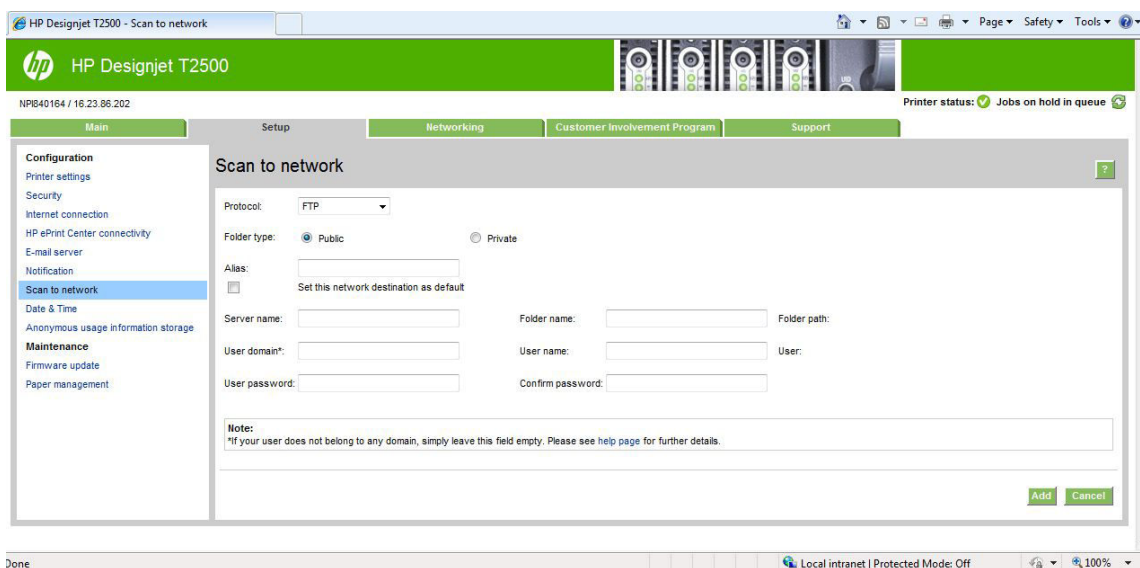 HP Designjet T2500 - Scan to network
Page Safety Tools
hp HP Designjet T2500
NPI840164 / 16.23.86.202
Printer status: Jobs on hold in queue
Main Setup Networking Customer Involvement Program Support
Configuration
Printer settings
Security
Internet connection
HP ePrint Center connectivity
E-mail server
Notification
Scan to network
Date & Time
Anonymous usage information storage
Maintenance
Firmware update
Paper management
Scan to network
?
Protocol: FTP
Folder type: Public Private
Alias:
Set this network destination as default
Server name: Folder name: Folder path:
User domain*: User name: User:
User password: Confirm password:
Note:
*If your user does not belong to any domain, simply leave this field empty. Please see help page for further details.
Add Cancel
Done Local intranet | Protected Mode: Off 100%